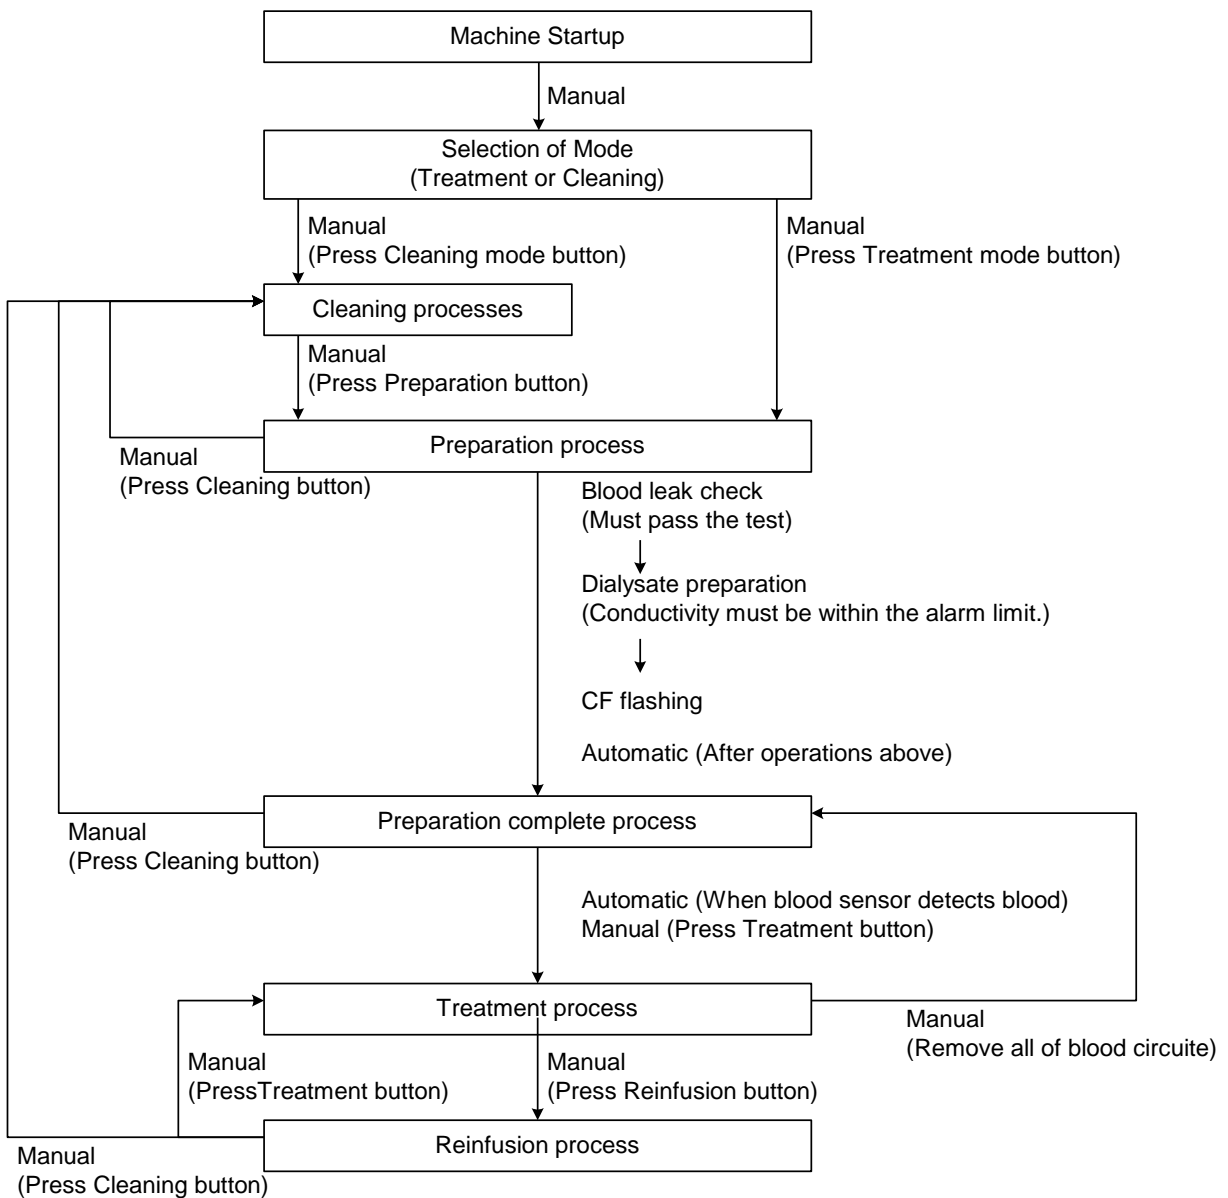 Machine Startup
Manual
Selection of Mode
(Treatment or Cleaning)
Manual
(Press Cleaning mode button)
Manual
(Press Treatment mode button)
Cleaning processes
Manual
(Press Preparation button)
Preparation process
Manual
(Press Cleaning button)
Blood leak check
(Must pass the test)
Dialysate preparation
(Conductivity must be within the alarm limit.)
CF flashing
Automatic (After operations above)
Preparation complete process
Manual
(Press Cleaning button)
Automatic (When blood sensor detects blood)
Manual (Press Treatment button)
Treatment process
Manual
(Remove all of blood circuite)
Manual
(PressTreatment button)
Manual
(Press Reinfusion button)
Reinfusion process
Manual
(Press Cleaning button)